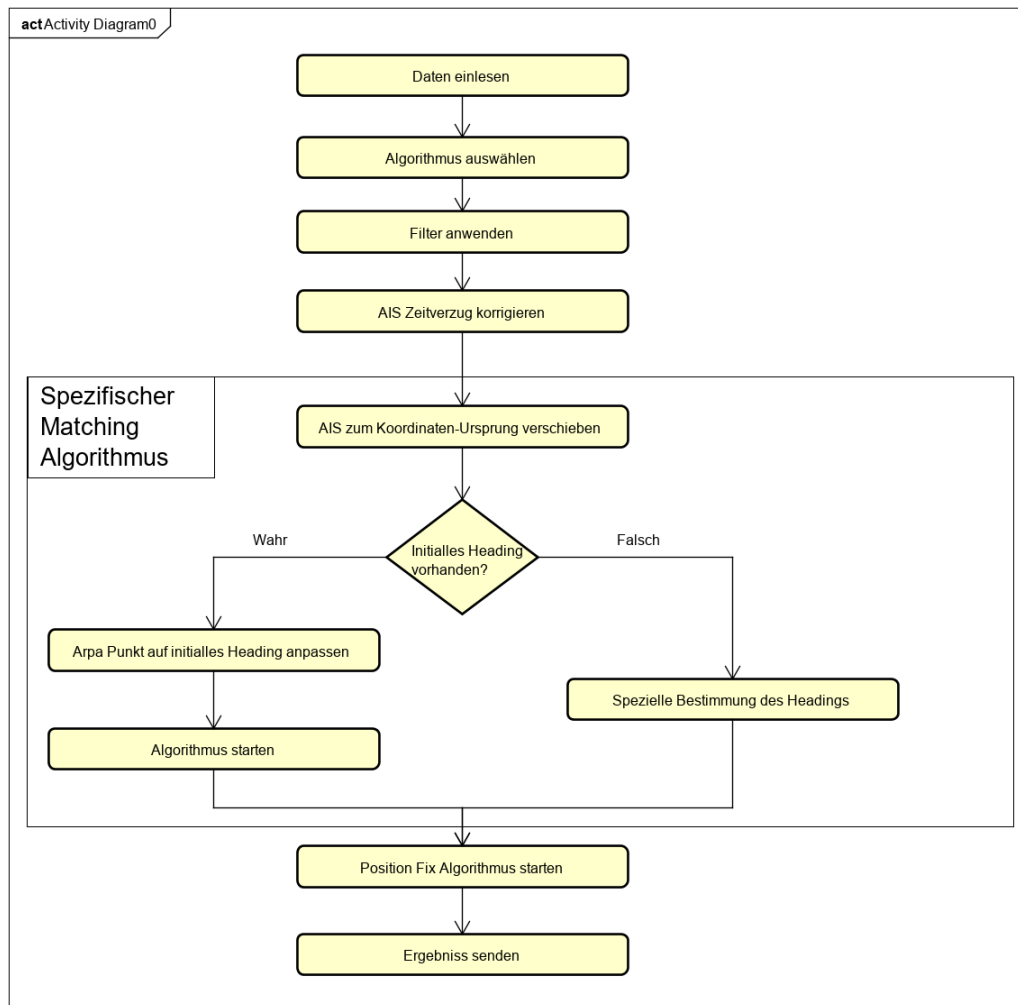 act Activity Diagram0
Daten einlesen
Algorithmus auswählen
Filter anwenden
AIS Zeitverzug korrigieren
Spezifischer
Matching
Algorithmus
AIS zum Koordinaten-Ursprung verschieben
Initialles Heading
vorhanden?
Wahr
Falsch
Arpa Punkt auf initialles Heading anpassen
Spezielle Bestimmung des Headings
Algorithmus starten
Position Fix Algorithmus starten
Ergebniss senden